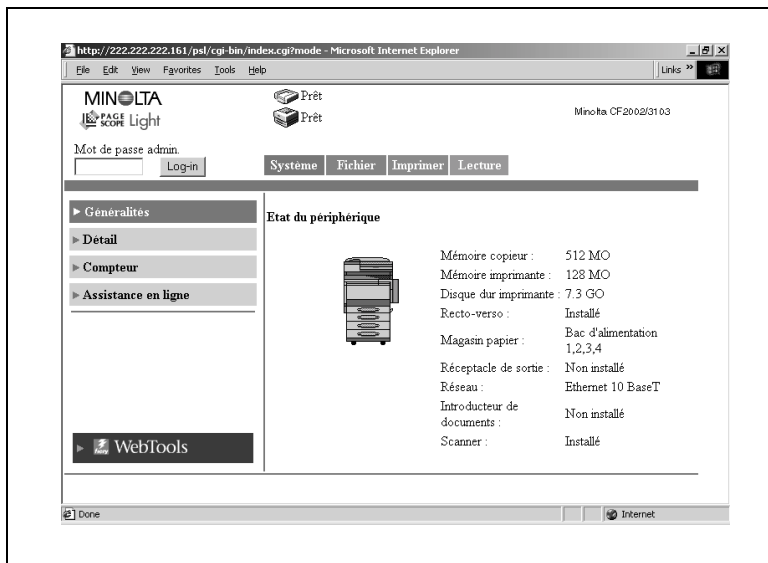 http://222.222.222.161/psl/cgi-bin/index.cgi?mode - Microsoft Internet Explorer
File Edit View Favorites Tools Help Links »
MINOLTA
PAGE SCOPE Light
Prêt
Prêt
Minolta CF2002/3103
Mot de passe admin.
Log-in
Système Fichier Imprimer Lecture
Généralités
Détail
Compteur
Assistance en ligne
WebTools
Etat du périphérique
Mémoire copieur : 512 MO
Mémoire imprimante : 128 MO
Disque dur imprimante : 7.3 GO
Recto-verso : Installé
Magasin papier : Bac d'alimentation
1,2,3,4
Réceptacle de sortie : Non installé
Réseau : Ethernet 10 BaseT
Introducteur de
documents : Non installé
Scanner : Installé
Done Internet